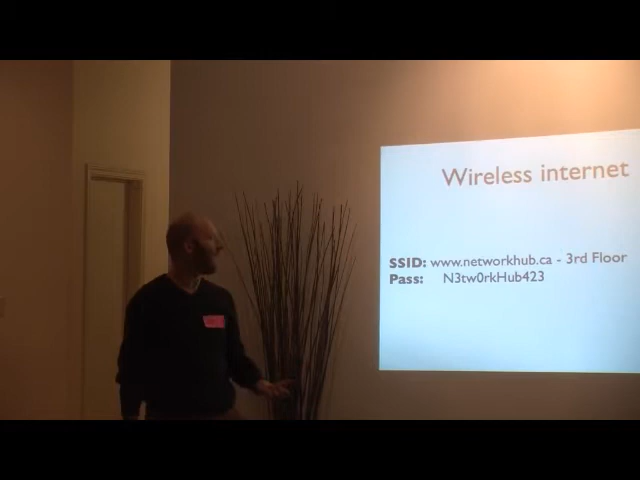 Wireless internet
SSID: www.networkhub.ca - 3rd Floor
Pass: N3tw0rkHub423